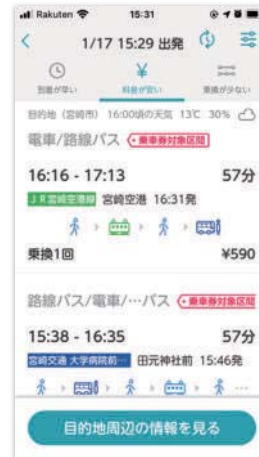 Rakuten 15:31
1/17 15:29 出発
¥
到着が早い 料金が安い 乗換が少ない
目的地（宮崎市）16:00頃の天気 13℃ 30%
電車/路線バス 乗車券対象区間
16:16 - 17:13 57分
ＪＲ宮崎空港線 宮崎空港 16:31発
乗換1回 ¥590
路線バス/電車/…バス 乗車券対象区間
15:38 - 16:35 57分
宮崎交通 大学病院前… 田元神社前 15:46発
…
目的地周辺の情報を見る